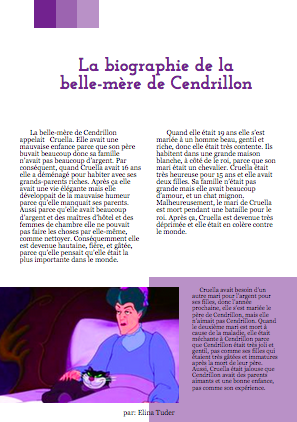 La biographie de la
belle-mère de Cendrillon
La belle-mère de Cendrillon
appelait Cruella. Elle avait une
mauvaise enfance parce que son père
buvait beaucoup donc sa famille
n'avait pas beaucoup d'argent. Par
conséquent, quand Cruella avait 16 ans
elle a déménagé pour habiter avec ses
grands-parents riches. Après ça elle
avait une vie élégante mais elle
développait de la mauvaise humeur
parce qu'elle manquait ses parents.
Aussi parce qu'elle avait beaucoup
d'argent et des maîtres d'hôtel et des
femmes de chambre elle ne pouvait
pas faire les choses par elle-même,
comme nettoyer. Conséquemment elle
est devenue hautaine, fière, et gâtée,
parce qu'elle pensait qu'elle était la
plus importante dans le monde.
Quand elle était 19 ans elle s'est
mariée à un homme beau, gentil et
riche, donc elle était très contente. Ils
habitent dans une grande maison
blanche, à côté de le roi, parce que son
mari était un chevalier. Cruella était
très heureuse pour 15 ans et elle avait
deux filles. Sa famille n'était pas
grande mais elle avait beaucoup
d'amour, et un chat mignon.
Malheureusement, le mari de Cruella
est mort pendant une bataille pour le
roi. Après ça, Cruella est devenue très
déprimée et elle était en colère contre
le monde.
Cruella avait besoin d'un
autre mari pour l'argent pour
ses filles, donc l'année
prochaine, elle s'est mariée le
père de Cendrillon, mais elle
n'aimait pas Cendrillon. Quand
le deuxième mari est mort à
cause de la maladie, elle était
méchante à Cendrillon parce
que Cendrillon était très joli et
gentil, pas comme ses filles qui
étaient très gâtées et immatures
après la mort de leur père.
Aussi, Cruella était jaleuse que
Cendrillon avait des parents
aimants et une bonne enfance,
pas comme son expérience.
par: Elina Tuder